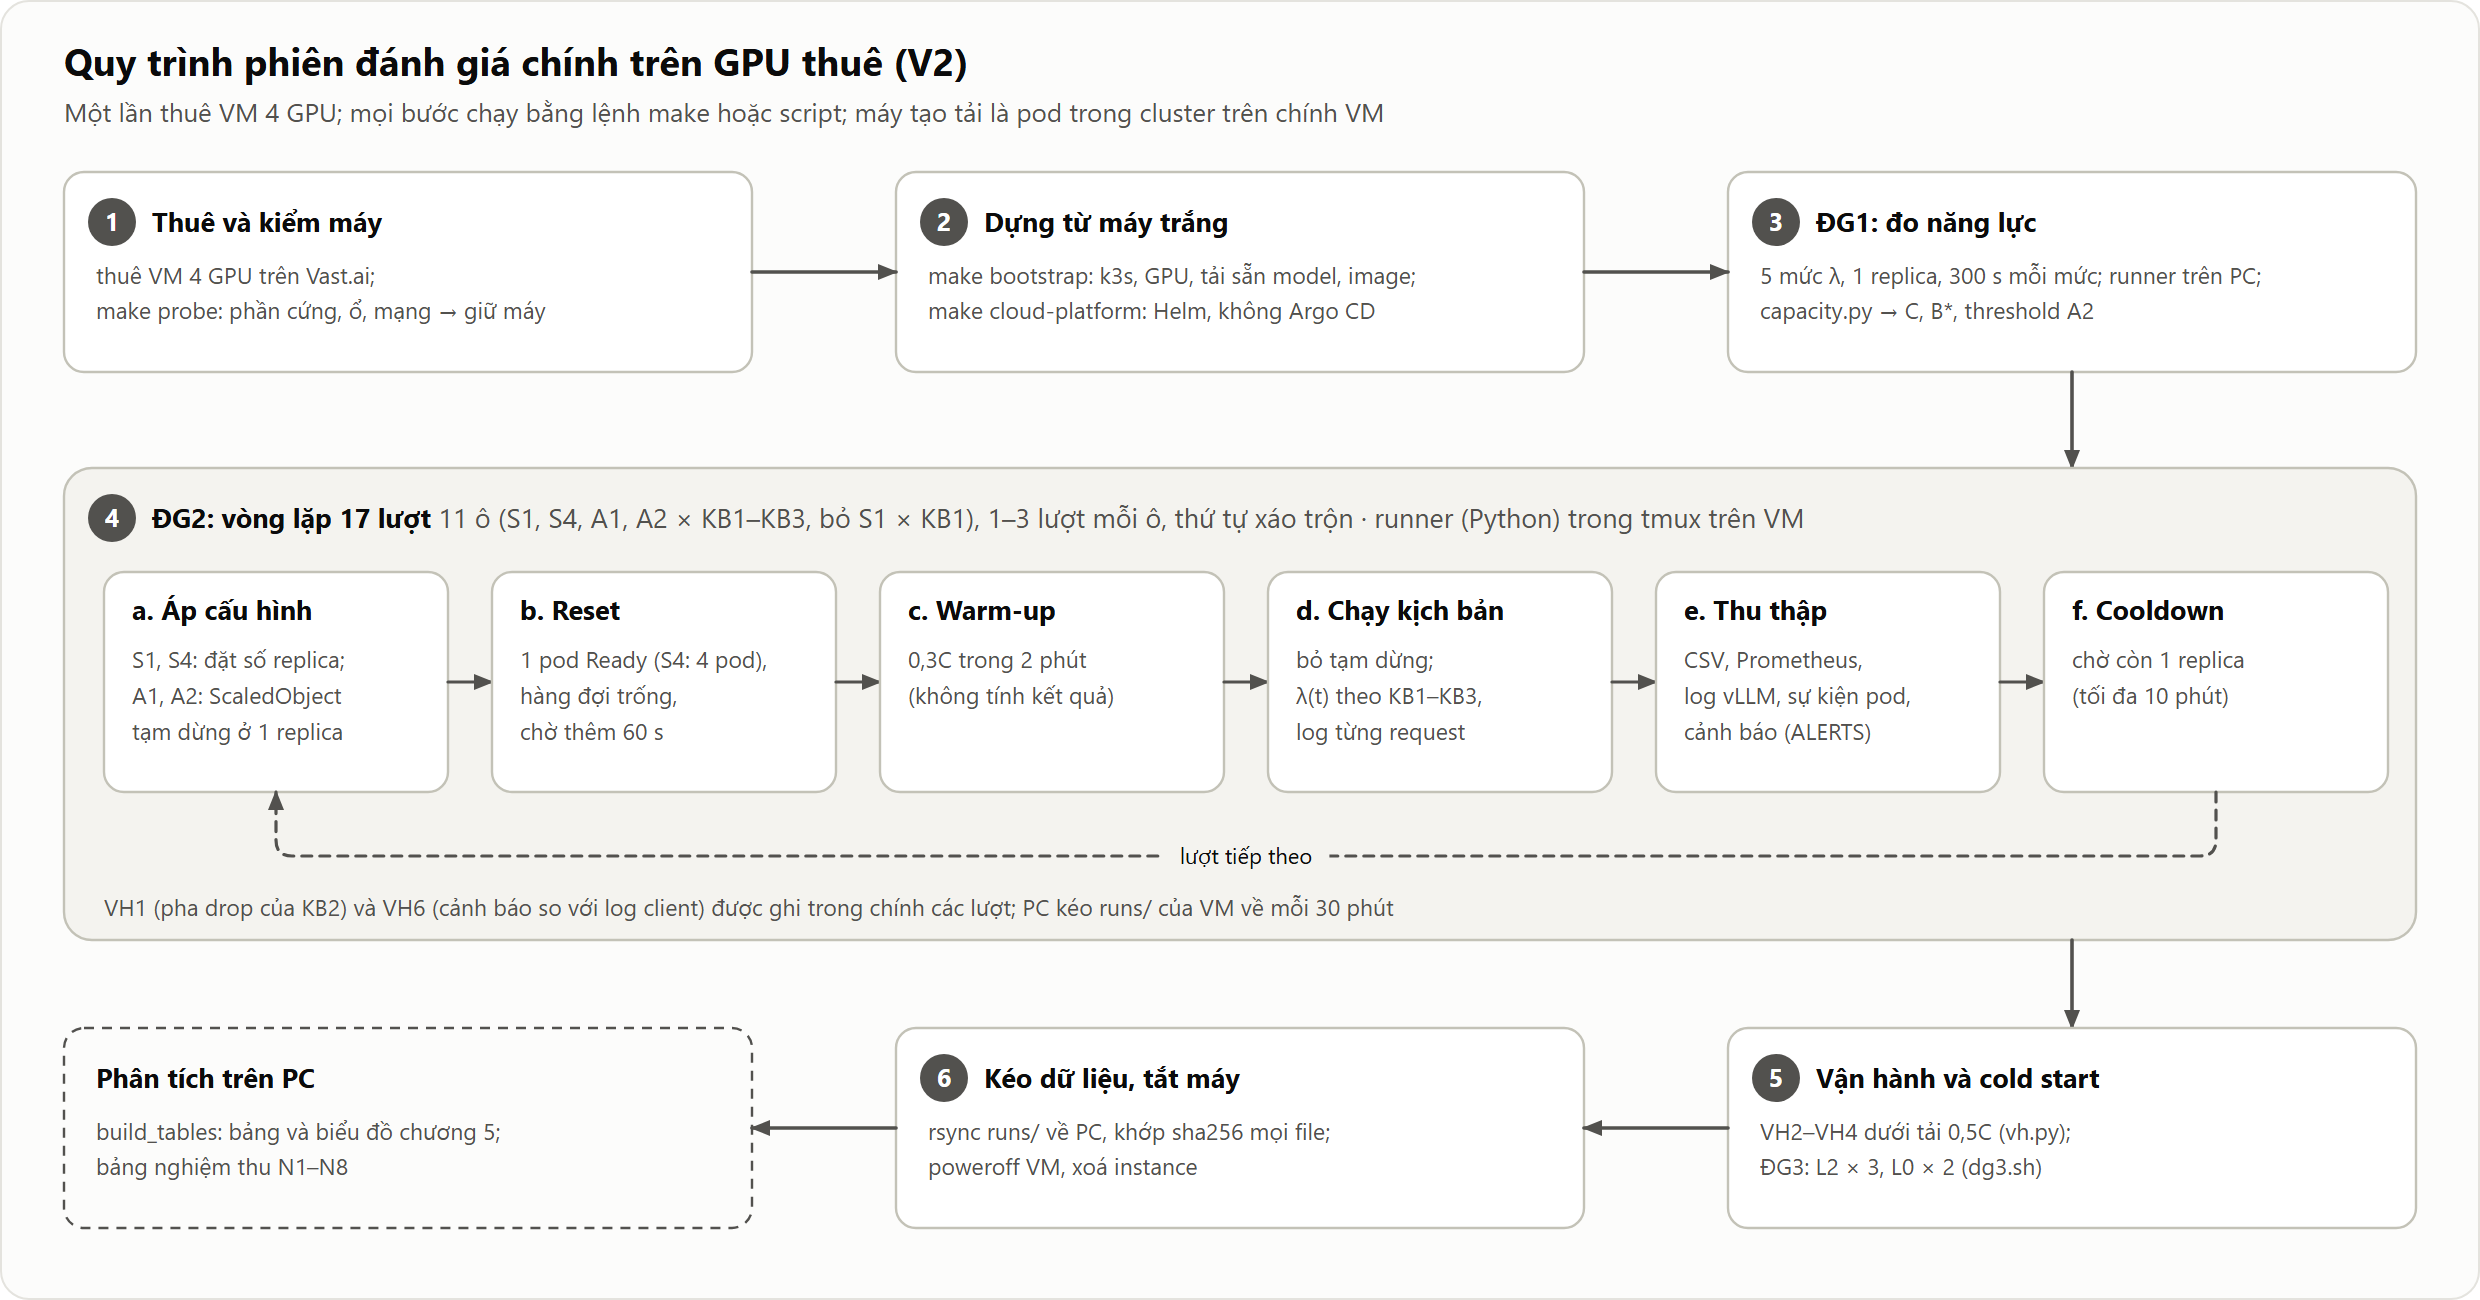 Quy trình phiên đánh giá chính trên GPU thuê (V2)
Một lần thuê VM 4 GPU; mọi bước chạy bằng lệnh make hoặc script; máy tạo tải là pod trong cluster trên chính VM
1 Thuê và kiểm máy
thuê VM 4 GPU trên Vast.ai;
make probe: phần cứng, ổ, mạng → giữ máy
2 Dựng từ máy trắng
make bootstrap: k3s, GPU, tải sẵn model, image;
make cloud-platform: Helm, không Argo CD
3 ĐG1: đo năng lực
5 mức λ, 1 replica, 300 s mỗi mức; runner trên PC;
capacity.py → C, B*, threshold A2
4 ĐG2: vòng lặp 17 lượt 11 ô (S1, S4, A1, A2 × KB1–KB3, bỏ S1 × KB1), 1–3 lượt mỗi ô, thứ tự xáo trộn · runner (Python) trong tmux trên VM
a. Áp cấu hình
S1, S4: đặt số replica;
A1, A2: ScaledObject
tạm dừng ở 1 replica
b. Reset
1 pod Ready (S4: 4 pod),
hàng đợi trống,
chờ thêm 60 s
c. Warm-up
0,3C trong 2 phút
(không tính kết quả)
d. Chạy kịch bản
bỏ tạm dừng;
λ(t) theo KB1–KB3,
log từng request
e. Thu thập
CSV, Prometheus,
log vLLM, sự kiện pod,
cảnh báo (ALERTS)
f. Cooldown
chờ còn 1 replica
(tối đa 10 phút)
lượt tiếp theo
VH1 (pha drop của KB2) và VH6 (cảnh báo so với log client) được ghi trong chính các lượt; PC kéo runs/ của VM về mỗi 30 phút
Phân tích trên PC
build_tables: bảng và biểu đồ chương 5;
bảng nghiệm thu N1–N8
6 Kéo dữ liệu, tắt máy
rsync runs/ về PC, khớp sha256 mọi file;
poweroff VM, xoá instance
5 Vận hành và cold start
VH2–VH4 dưới tải 0,5C (vh.py);
ĐG3: L2 × 3, L0 × 2 (dg3.sh)